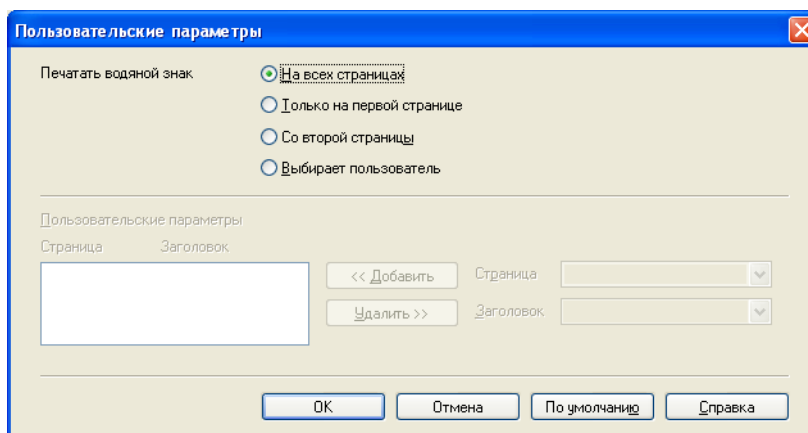 Пользовательские параметры
Печатать водяной знак
На всех страницах
Только на первой странице
Со второй страницы
Выбирает пользователь
Пользовательские параметры
Страница Заголовок
<< Добавить Страница
Удалить >> Заголовок
OK Отмена По умолчанию Справка